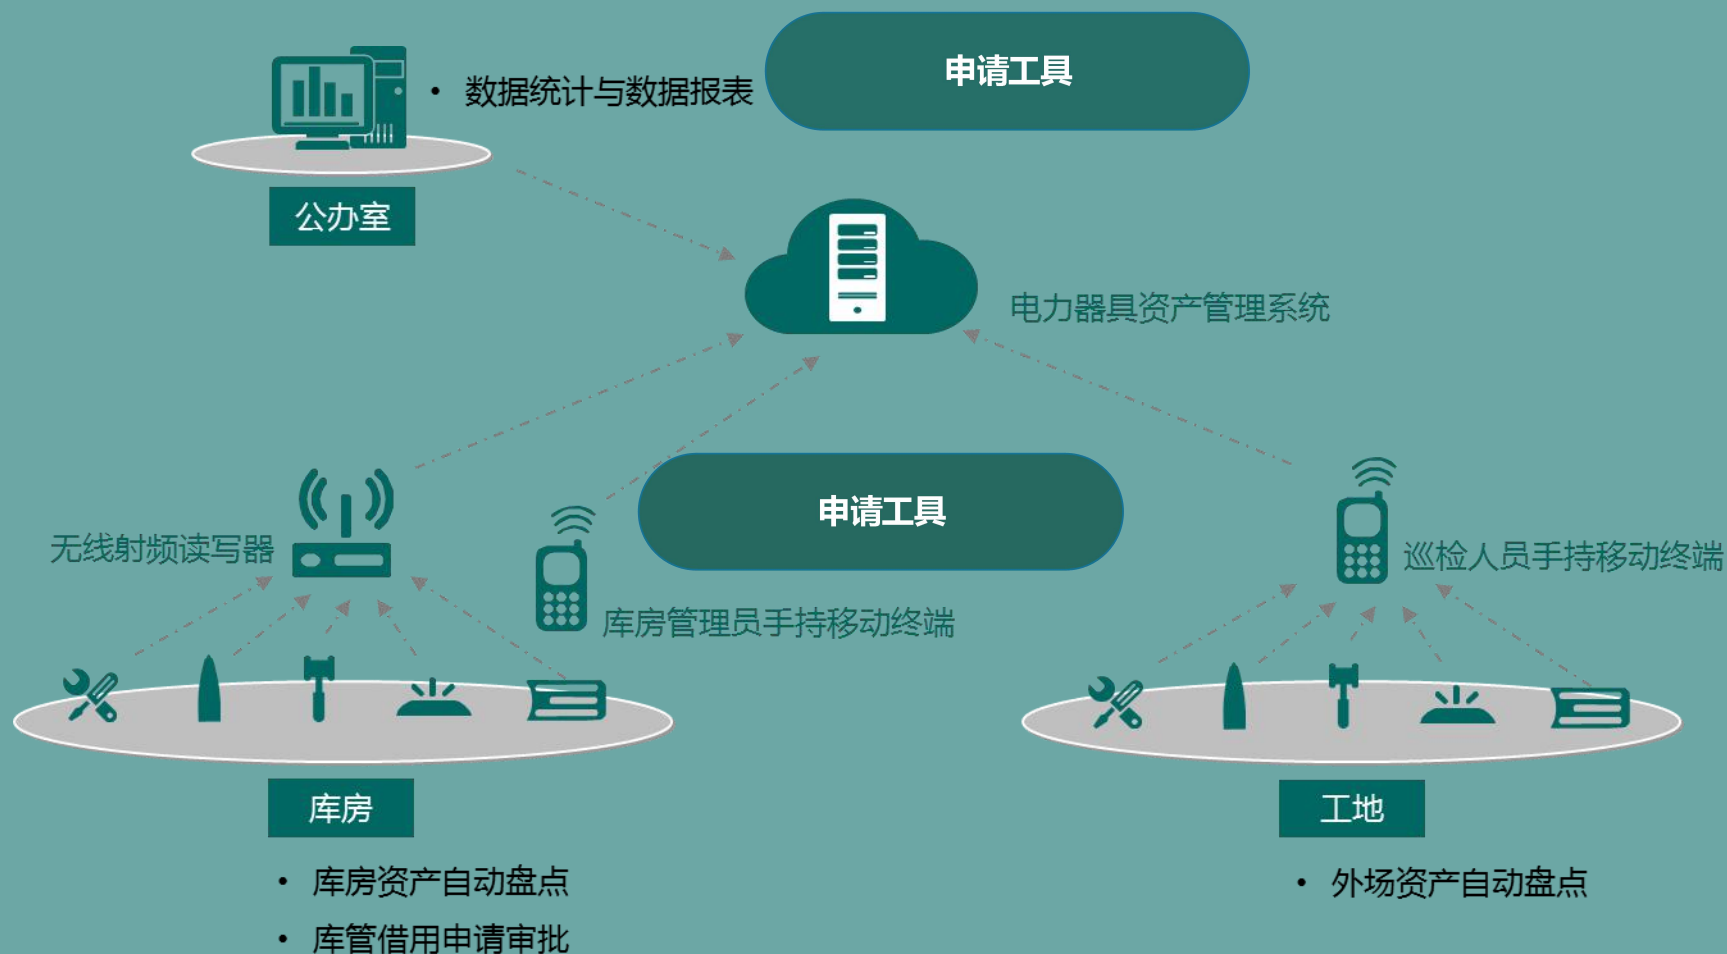 申请工具
• 数据统计与数据报表
公办室
电力器具资产管理系统
申请工具
无线射频读写器
巡检人员手持移动终端
库房管理员手持移动终端
库房
工地
• 库房资产自动盘点
• 外场资产自动盘点
• 库管借用申请审批